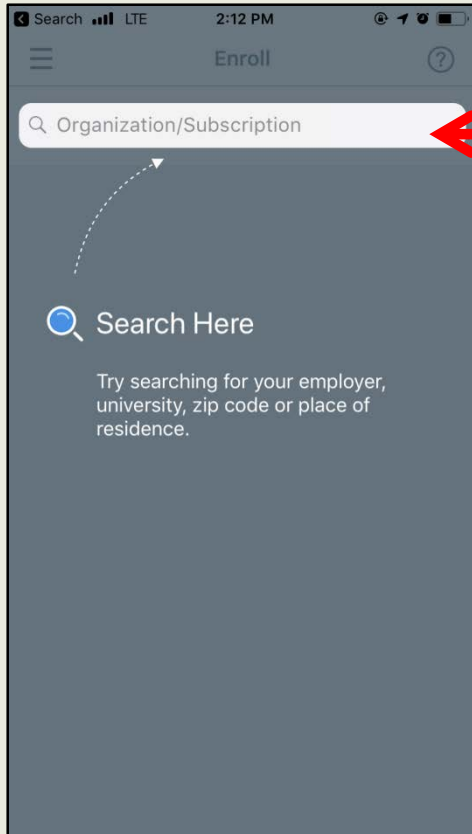 Search LTE 2:12 PM
Enroll
Organization/Subscription
Search Here
Try searching for your employer,
university, zip code or place of
residence.